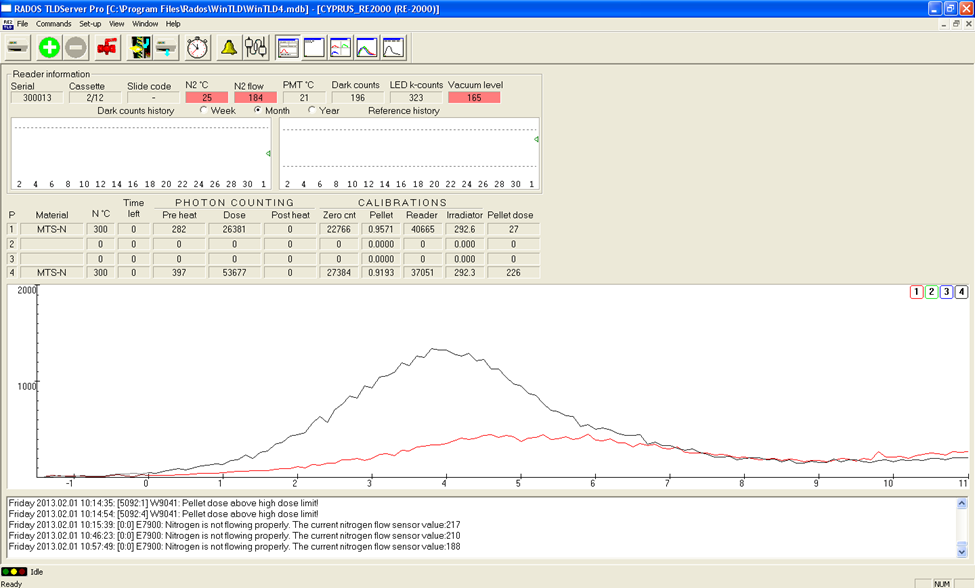 RADOS TLDServer Pro [C:\Program Files\Rados\WinTLD\WinTLD4.mdb] - [CYPRUS_RE2000 (RE-2000)]
File Commands Set-up View Window Help
Reader information
Serial Cassette Slide code N2 °C N2 flow PMT °C Dark counts LED k-counts Vacuum level
300013 2/12 - 25 184 21 196 323 165
Dark counts history Week Month Year Reference history
2 4 6 8 10 12 14 16 18 20 22 24 26 28 30 1 2 4 6 8 10 12 14 16 18 20 22 24 26 28 30 1
Time PHOTON COUNTING CALIBRATIONS
P Material N °C left Pre heat Dose Post heat Zero cnt Pellet Reader Irradiator Pellet dose
1 MTS-N 300 0 282 26381 0 22766 0.9571 40665 292.6 27
2 0 0 0 0 0 0 0.0000 0 0.000 0
3 0 0 0 0 0 0 0.0000 0 0.000 0
4 MTS-N 300 0 397 53677 0 27384 0.9193 37051 292.3 226
2000 1 2 3 4
1000
-1 0 1 2 3 4 5 6 7 8 9 10 11
Friday 2013.02.01 10:14:35: [5092:1] W9041: Pellet dose above high dose limit!
Friday 2013.02.01 10:14:54: [5092:4] W9041: Pellet dose above high dose limit!
Friday 2013.02.01 10:15:39: [0:0] E7900: Nitrogen is not flowing properly. The current nitrogen flow sensor value:217
Friday 2013.02.01 10:46:23: [0:0] E7900: Nitrogen is not flowing properly. The current nitrogen flow sensor value:210
Friday 2013.02.01 10:57:49: [0:0] E7900: Nitrogen is not flowing properly. The current nitrogen flow sensor value:188
Idle
Ready NUM